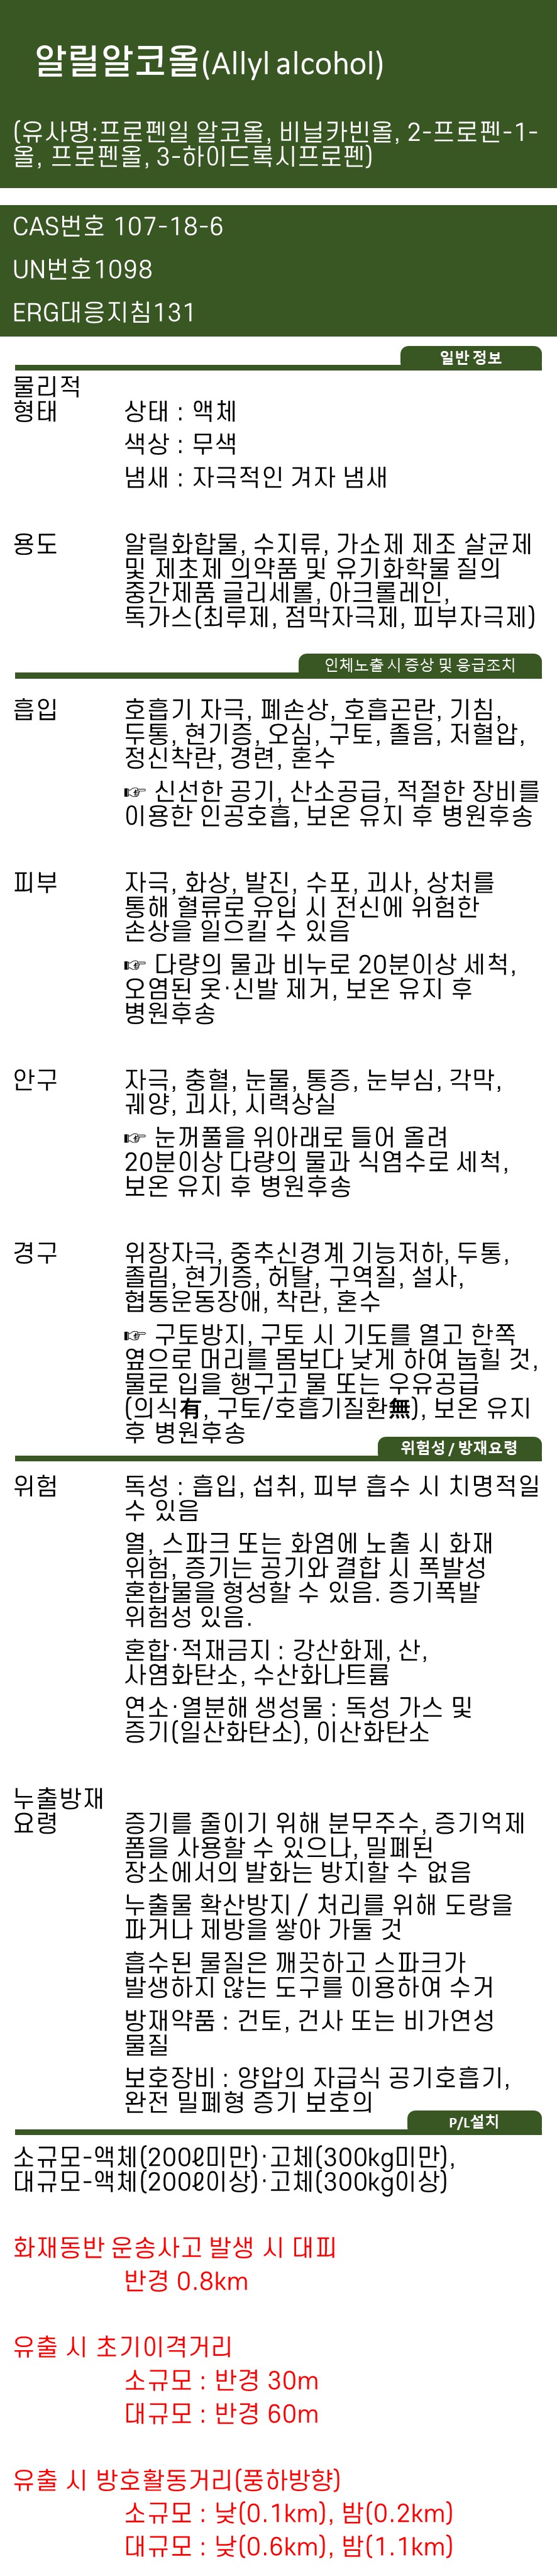 알릴알코올(Allyl alcohol)
(유사명:프로펜일 알코올, 비닐카빈올, 2-프로펜-1-
올, 프로펜올, 3-하이드록시프로펜)
CAS번호 107-18-6
UN번호1098
ERG대응지침131
일반 정보
물리적
형태 상태 : 액체
색상 : 무색
냄새 : 자극적인 겨자 냄새
용도 알릴화합물, 수지류, 가소제 제조 살균제
및 제초제 의약품 및 유기화학물 질의
중간제품 글리세롤, 아크롤레인,
독가스(최루제, 점막자극제, 피부자극제)
인체노출 시 증상 및 응급조치
흡입 호흡기 자극, 폐손상, 호흡곤란, 기침,
두통, 현기증, 오심, 구토, 졸음, 저혈압,
정신착란, 경련, 혼수
☞ 신선한 공기, 산소공급, 적절한 장비를
이용한 인공호흡, 보온 유지 후 병원후송
피부 자극, 화상, 발진, 수포, 괴사, 상처를
통해 혈류로 유입 시 전신에 위험한
손상을 일으킬 수 있음
☞ 다량의 물과 비누로 20분이상 세척,
오염된 옷·신발 제거, 보온 유지 후
병원후송
안구 자극, 충혈, 눈물, 통증, 눈부심, 각막,
궤양, 괴사, 시력상실
☞ 눈꺼풀을 위아래로 들어 올려
20분이상 다량의 물과 식염수로 세척,
보온 유지 후 병원후송
경구 위장자극, 중추신경계 기능저하, 두통,
졸림, 현기증, 허탈, 구역질, 설사,
협동운동장애, 착란, 혼수
☞ 구토방지, 구토 시 기도를 열고 한쪽
옆으로 머리를 몸보다 낮게 하여 눕힐 것,
물로 입을 행구고 물 또는 우유공급
(의식有, 구토/호흡기질환無), 보온 유지
후 병원후송
위험성 / 방재요령
위험 독성 : 흡입, 섭취, 피부 흡수 시 치명적일
수 있음
열, 스파크 또는 화염에 노출 시 화재
위험, 증기는 공기와 결합 시 폭발성
혼합물을 형성할 수 있음. 증기폭발
위험성 있음.
혼합·적재금지 : 강산화제, 산,
사염화탄소, 수산화나트륨
연소·열분해 생성물 : 독성 가스 및
증기(일산화탄소), 이산화탄소
누출방재
요령 증기를 줄이기 위해 분무주수, 증기억제
폼을 사용할 수 있으나, 밀폐된
장소에서의 발화는 방지할 수 없음
누출물 확산방지 / 처리를 위해 도랑을
파거나 제방을 쌓아 가둘 것
흡수된 물질은 깨끗하고 스파크가
발생하지 않는 도구를 이용하여 수거
방재약품 : 건토, 건사 또는 비가연성
물질
보호장비 : 양압의 자급식 공기호흡기,
완전 밀폐형 증기 보호의
P/L설치
소규모-액체(200ℓ미만)·고체(300kg미만),
대규모-액체(200ℓ이상)·고체(300kg이상)
화재동반 운송사고 발생 시 대피
반경 0.8km
유출 시 초기이격거리
소규모 : 반경 30m
대규모 : 반경 60m
유출 시 방호활동거리(풍하방향)
소규모 : 낮(0.1km), 밤(0.2km)
대규모 : 낮(0.6km), 밤(1.1km)